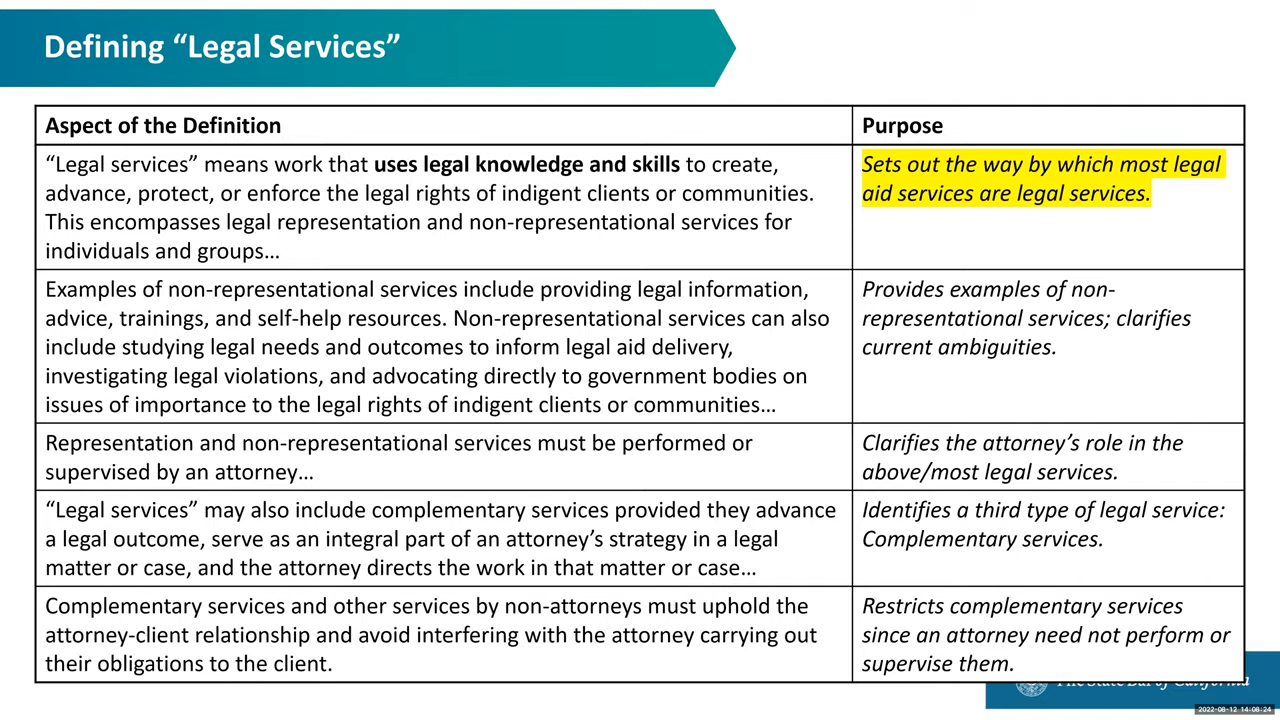 Defining “Legal Services”
Aspect of the Definition
Purpose
“Legal services” means work that uses legal knowledge and skills to create,
advance, protect, or enforce the legal rights of indigent clients or communities.
This encompasses legal representation and non-representational services for
individuals and groups…
Sets out the way by which most legal
aid services are legal services.
Examples of non-representational services include providing legal information,
advice, trainings, and self-help resources. Non-representational services can also
include studying legal needs and outcomes to inform legal aid delivery,
investigating legal violations, and advocating directly to government bodies on
issues of importance to the legal rights of indigent clients or communities…
Provides examples of non-
representational services; clarifies
current ambiguities.
Representation and non-representational services must be performed or
supervised by an attorney…
Clarifies the attorney’s role in the
above/most legal services.
“Legal services” may also include complementary services provided they advance
a legal outcome, serve as an integral part of an attorney’s strategy in a legal
matter or case, and the attorney directs the work in that matter or case…
Identifies a third type of legal service:
Complementary services.
Complementary services and other services by non-attorneys must uphold the
attorney-client relationship and avoid interfering with the attorney carrying out
their obligations to the client.
Restricts complementary services
since an attorney need not perform or
supervise them.
The State Bar of California
2022-08-12 14:08:24